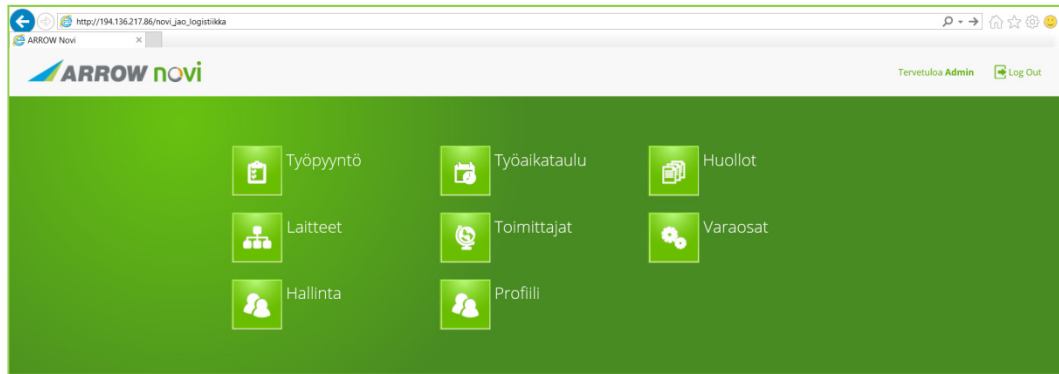 http://194.136.217.86/novi_jao_logistiikka
ARROW Novi
ARROW novi
Tervetuloa Admin
Log Out
Työpyyntö
Työaikataulu
Huollot
Laitteet
Toimittajat
Varaosat
Hallinta
Profiili